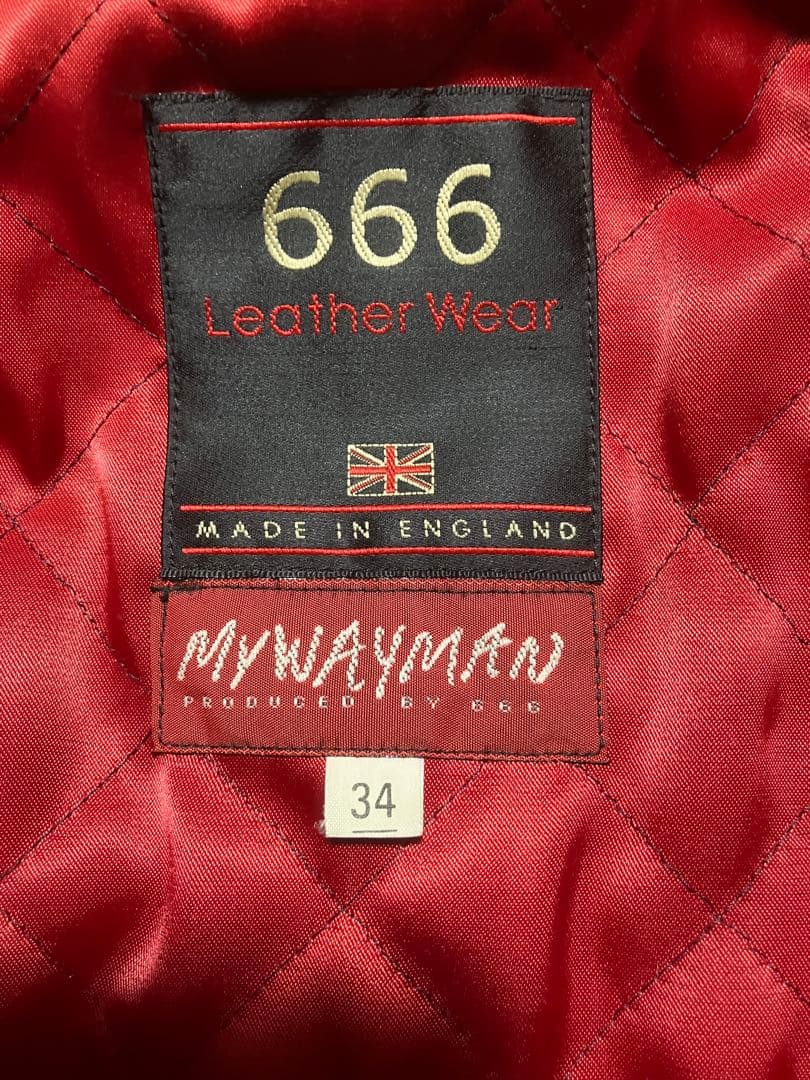 666
Leather Wear
MADE IN ENGLAND
MYWAYMAN
PRODUCED BY 666
34